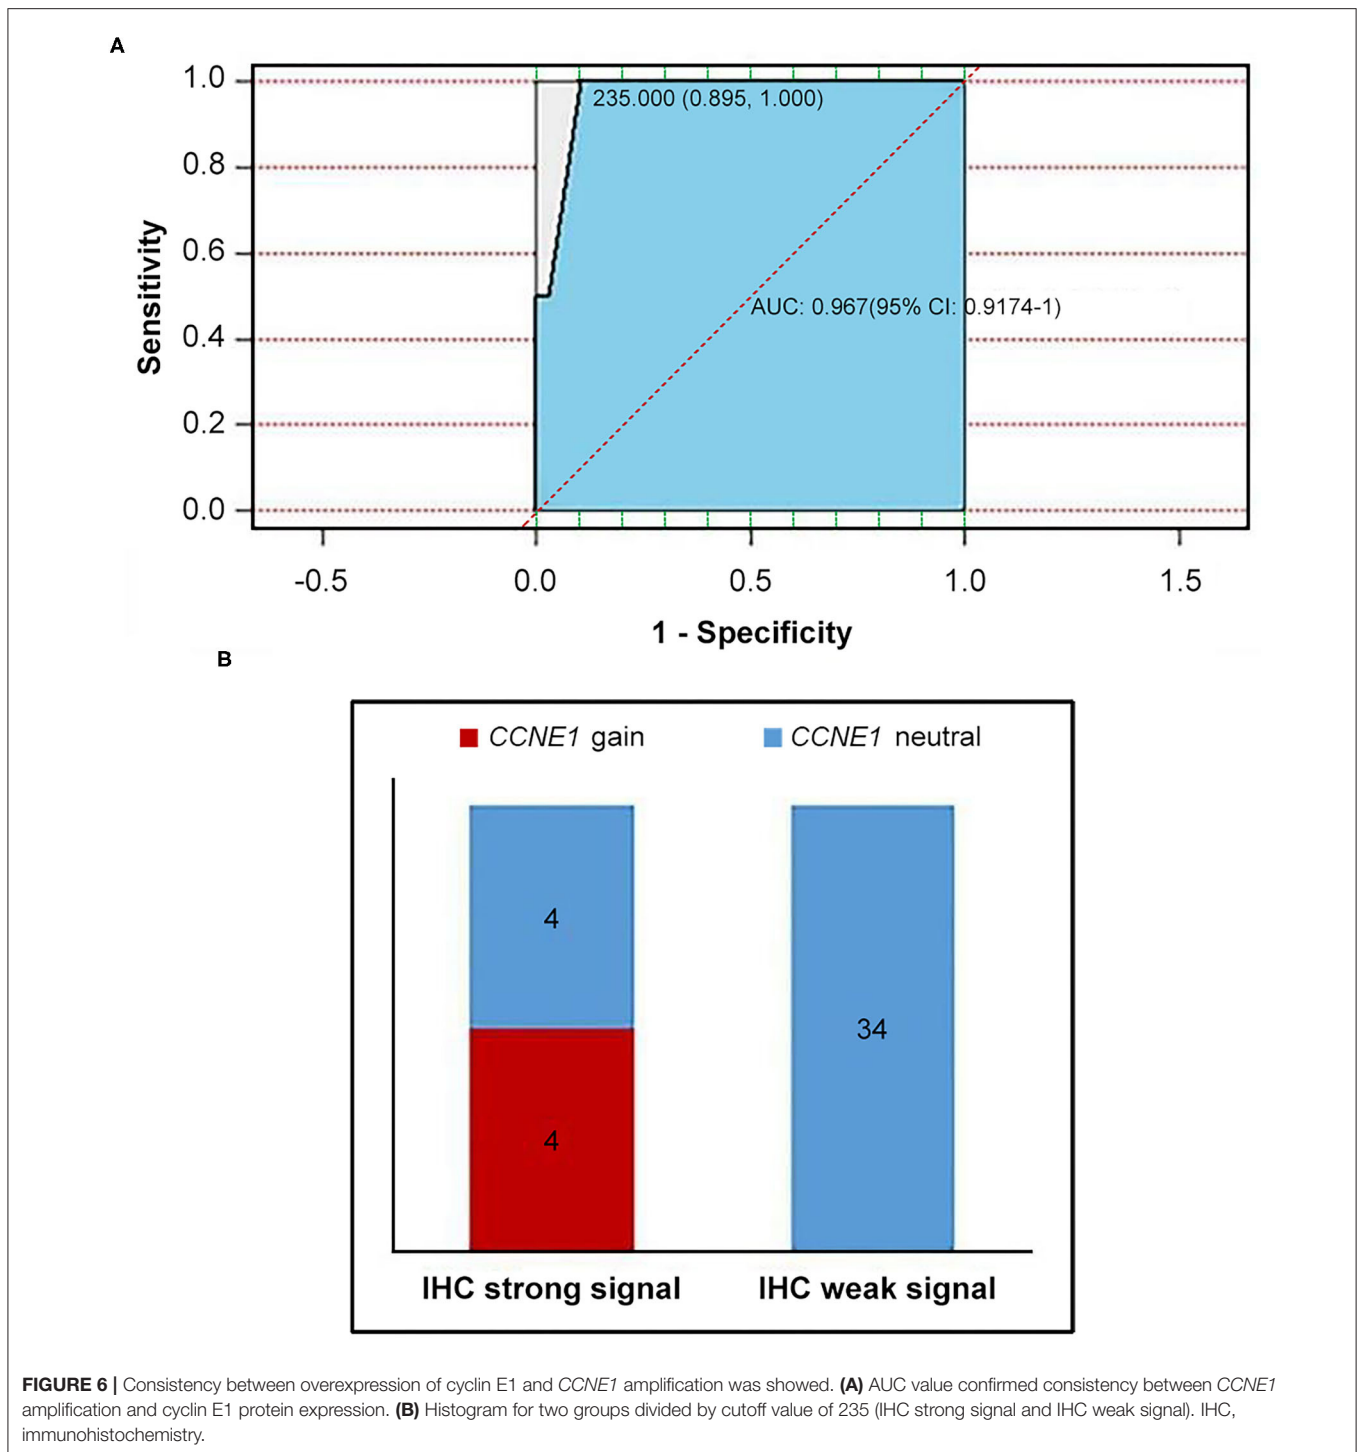 A
1.0
235.000 (0.895, 1.000)
0.8
0.6
AUC: 0.967(95% CI: 0.9174-1)
0.4
0.2
0.0
Sensitivity
-0.5 0.0 0.5 1.0 1.5
1 - Specificity
B
CCNE1 gain CCNE1 neutral
4
34
4
IHC strong signal IHC weak signal
FIGURE 6 | Consistency between overexpression of cyclin E1 and CCNE1 amplification was showed. (A) AUC value confirmed consistency between CCNE1
amplification and cyclin E1 protein expression. (B) Histogram for two groups divided by cutoff value of 235 (IHC strong signal and IHC weak signal). IHC,
immunohistochemistry.